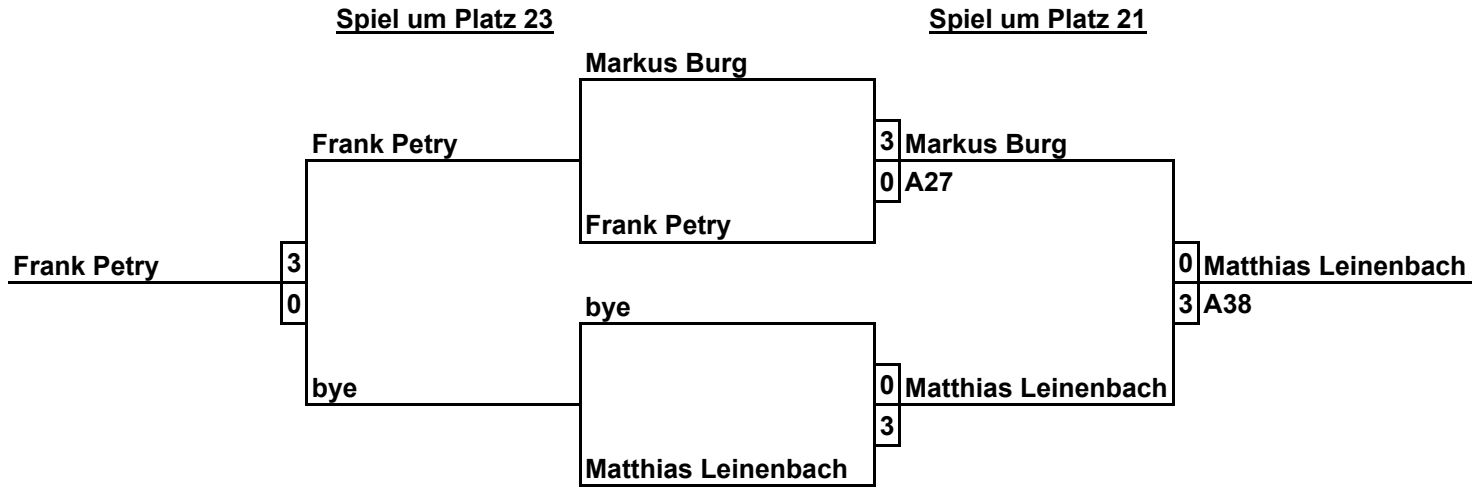 Spiel um Platz 23 Spiel um Platz 21
Markus Burg
Frank Petry 3 Markus Burg
0 A27
Frank Petry
Frank Petry 3 0 Matthias Leinenbach
0 3 A38
bye
bye 0 Matthias Leinenbach
3
Matthias Leinenbach